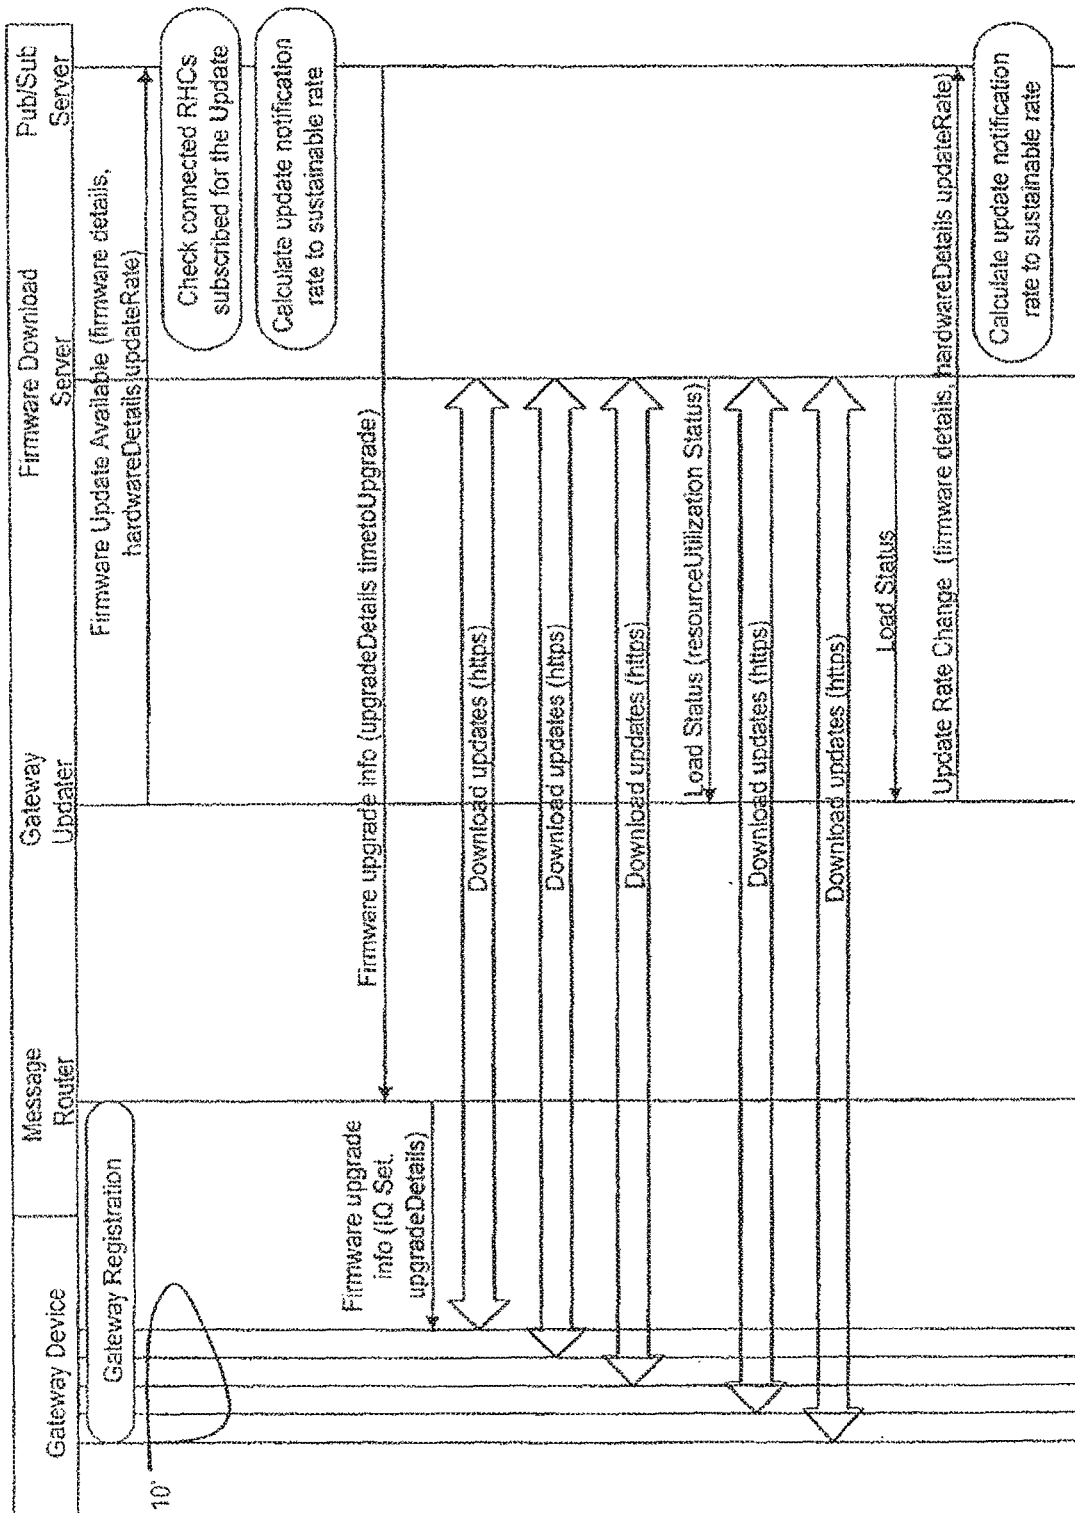 Gateway Device
Message
Router
Gateway
Updater
Firmware Download
Server
Pub/Sub
Server
Gateway Registration
10'
Firmware Update Available (firmware details,
hardwareDetails,updateRate)
Check connected RHCs
subscribed for the Update
Calculate update notification
rate to sustainable rate
Firmware upgrade info (upgradeDetails timetoUpgrade)
Firmware upgrade
info (IQ Set.
upgradeDetails)
Download updates (https)
Download updates (https)
Download updates (https)
Load Status (resourceUtilization Status)
Download updates (https)
Download updates (https)
Load Status
Update Rate Change (firmware details, hardwareDetails updateRate)
Calculate update notification
rate to sustainable rate